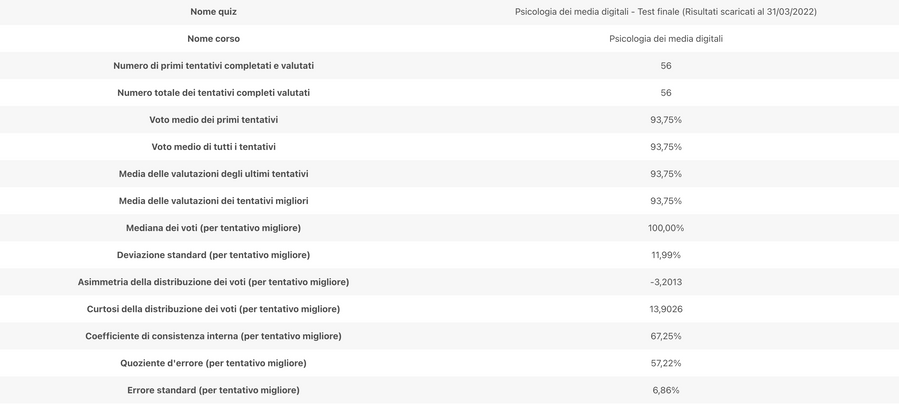 Nome quiz Psicologia dei media digitali - Test finale (Risultati scaricati al 31/03/2022)
Nome corso Psicologia dei media digitali
Numero di primi tentativi completati e valutati 56
Numero totale dei tentativi completi valutati 56
Voto medio dei primi tentativi 93,75%
Voto medio di tutti i tentativi 93,75%
Media delle valutazioni degli ultimi tentativi 93,75%
Media delle valutazioni dei tentativi migliori 93,75%
Mediana dei voti (per tentativo migliore) 100,00%
Deviazione standard (per tentativo migliore) 11,99%
Asimmetria della distribuzione dei voti (per tentativo migliore) -3,2013
Curtosi della distribuzione dei voti (per tentativo migliore) 13,9026
Coefficiente di consistenza interna (per tentativo migliore) 67,25%
Quoziente d'errore (per tentativo migliore) 57,22%
Errore standard (per tentativo migliore) 6,86%